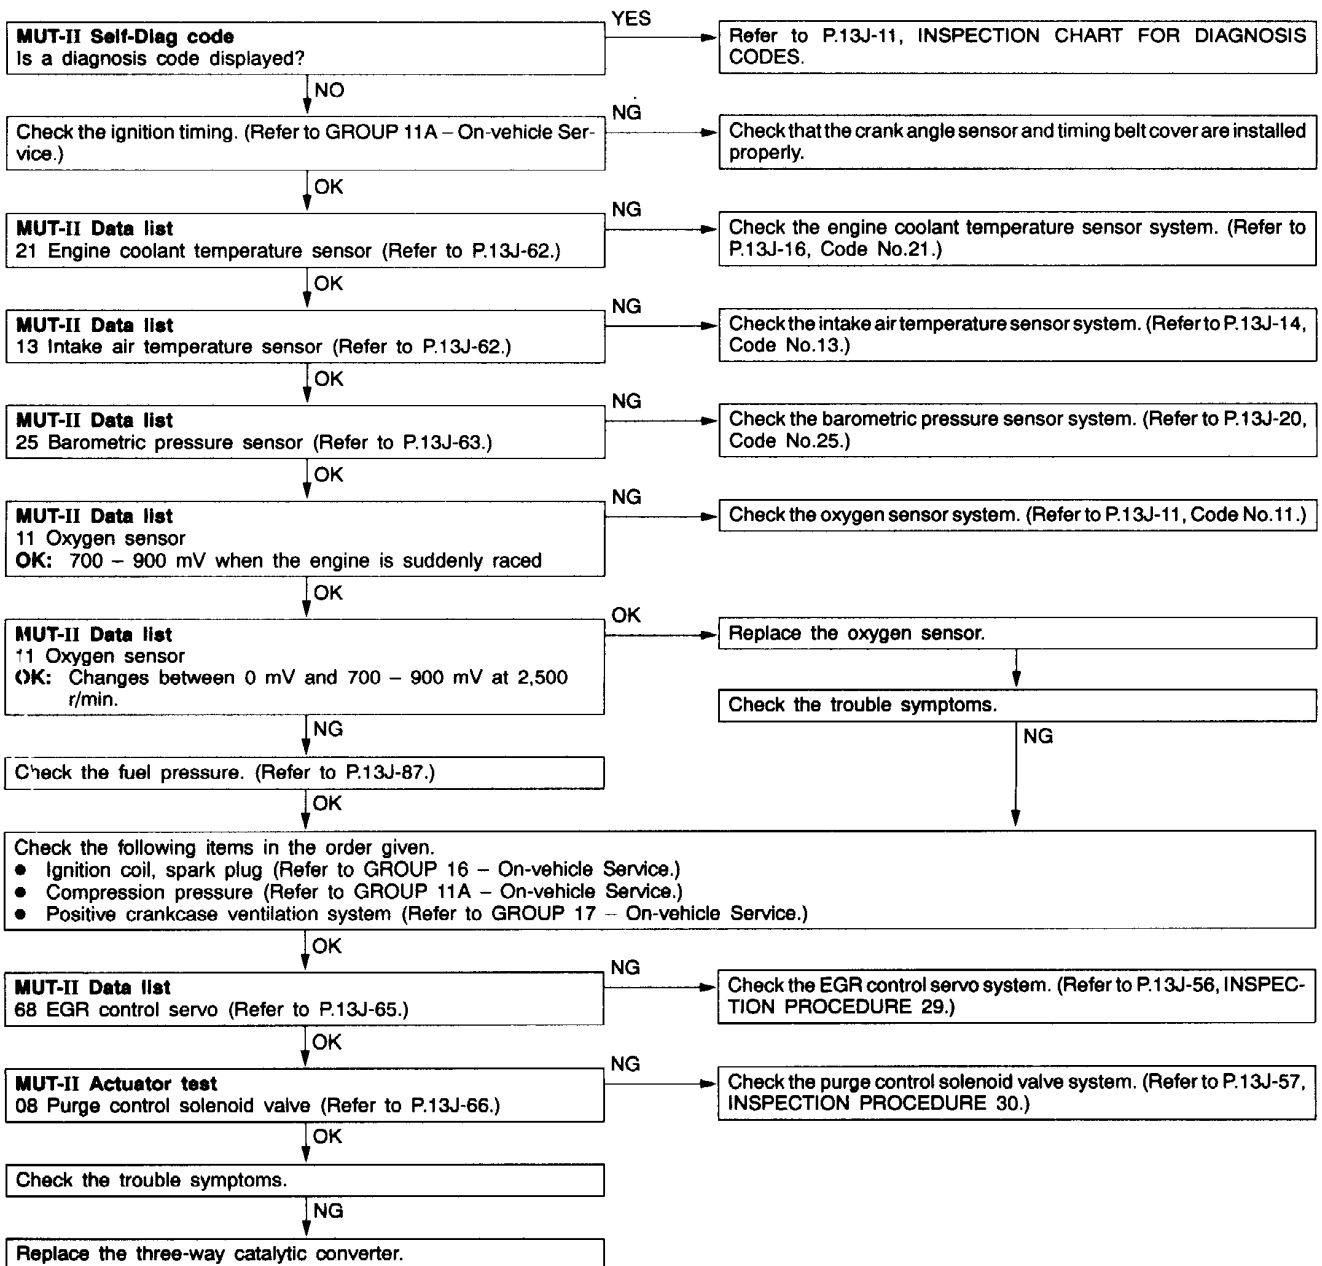 YES
MUT-II Self-Diag code
Is a diagnosis code displayed?
Refer to P.13J-11, INSPECTION CHART FOR DIAGNOSIS
CODES.
NO
Check the ignition timing. (Refer to GROUP 11A – On-vehicle Ser-
vice.)
NG
Check that the crank angle sensor and timing belt cover are installed
properly.
OK
MUT-II Data list
21 Engine coolant temperature sensor (Refer to P.13J-62.)
NG
Check the engine coolant temperature sensor system. (Refer to
P.13J-16, Code No.21.)
OK
MUT-II Data list
13 Intake air temperature sensor (Refer to P.13J-62.)
NG
Check the intake air temperature sensor system. (Refer to P.13J-14,
Code No.13.)
OK
MUT-II Data list
25 Barometric pressure sensor (Refer to P.13J-63.)
NG
Check the barometric pressure sensor system. (Refer to P.13J-20,
Code No.25.)
OK
MUT-II Data list
11 Oxygen sensor
OK: 700 – 900 mV when the engine is suddenly raced
NG
Check the oxygen sensor system. (Refer to P.13J-11, Code No.11.)
OK
MUT-II Data list
11 Oxygen sensor
OK: Changes between 0 mV and 700 – 900 mV at 2,500
r/min.
OK
Replace the oxygen sensor.
Check the trouble symptoms.
NG
NG
Check the fuel pressure. (Refer to P.13J-87.)
OK
Check the following items in the order given.
● Ignition coil, spark plug (Refer to GROUP 16 – On-vehicle Service.)
● Compression pressure (Refer to GROUP 11A – On-vehicle Service.)
● Positive crankcase ventilation system (Refer to GROUP 17 – On-vehicle Service.)
OK
MUT-II Data list
68 EGR control servo (Refer to P.13J-65.)
NG
Check the EGR control servo system. (Refer to P.13J-56, INSPEC-
TION PROCEDURE 29.)
OK
MUT-II Actuator test
08 Purge control solenoid valve (Refer to P.13J-66.)
NG
Check the purge control solenoid valve system. (Refer to P.13J-57,
INSPECTION PROCEDURE 30.)
OK
Check the trouble symptoms.
NG
Replace the three-way catalytic converter.